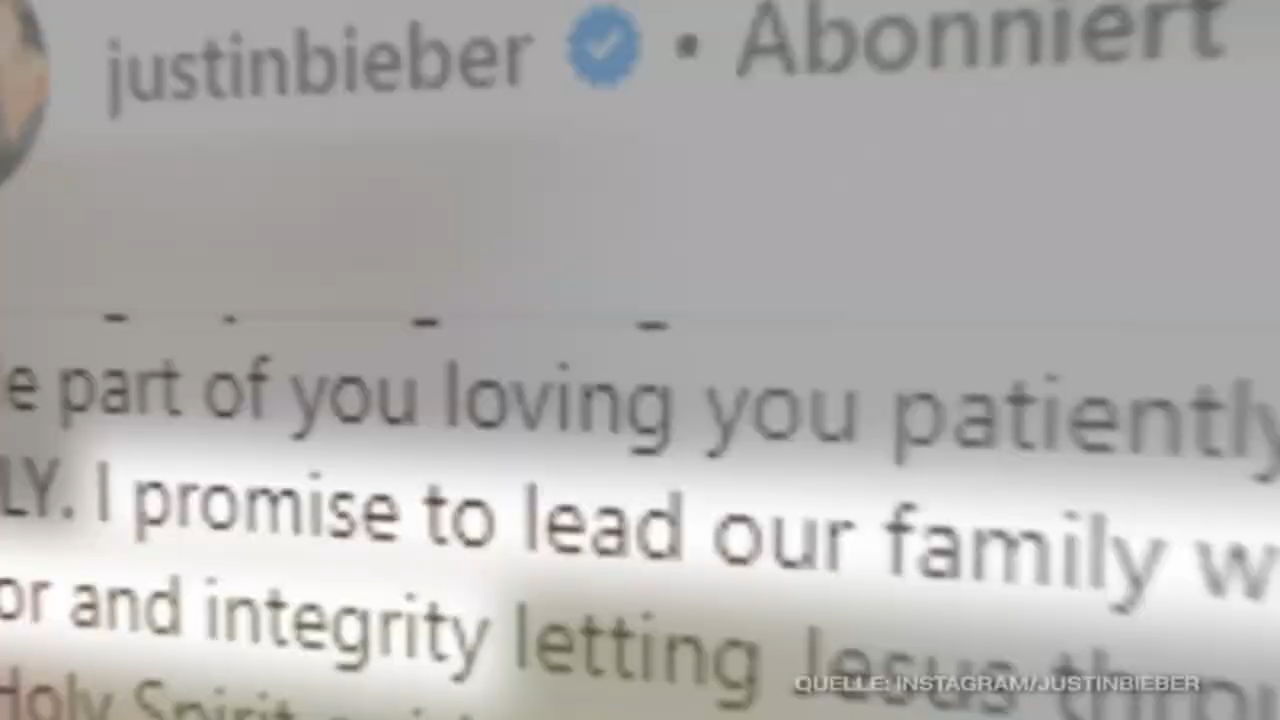 justinbieber • Abonniert
e part of you loving you patiently
LY. I promise to lead our family w
or and integrity letting Jesus
Holy Spirit
QUELLE: INSTAGRAM/JUSTINBIEBER